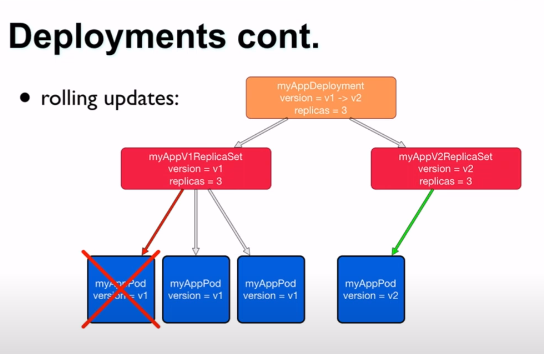 Deployments cont.
• rolling updates:
myAppDeployment
version = v1 -> v2
replicas = 3
myAppV1ReplicaSet
version = v1
replicas = 3
myAppV2ReplicaSet
version = v2
replicas = 3
myAppPod
version = v1
myAppPod
version = v1
myAppPod
version = v1
myAppPod
version = v2